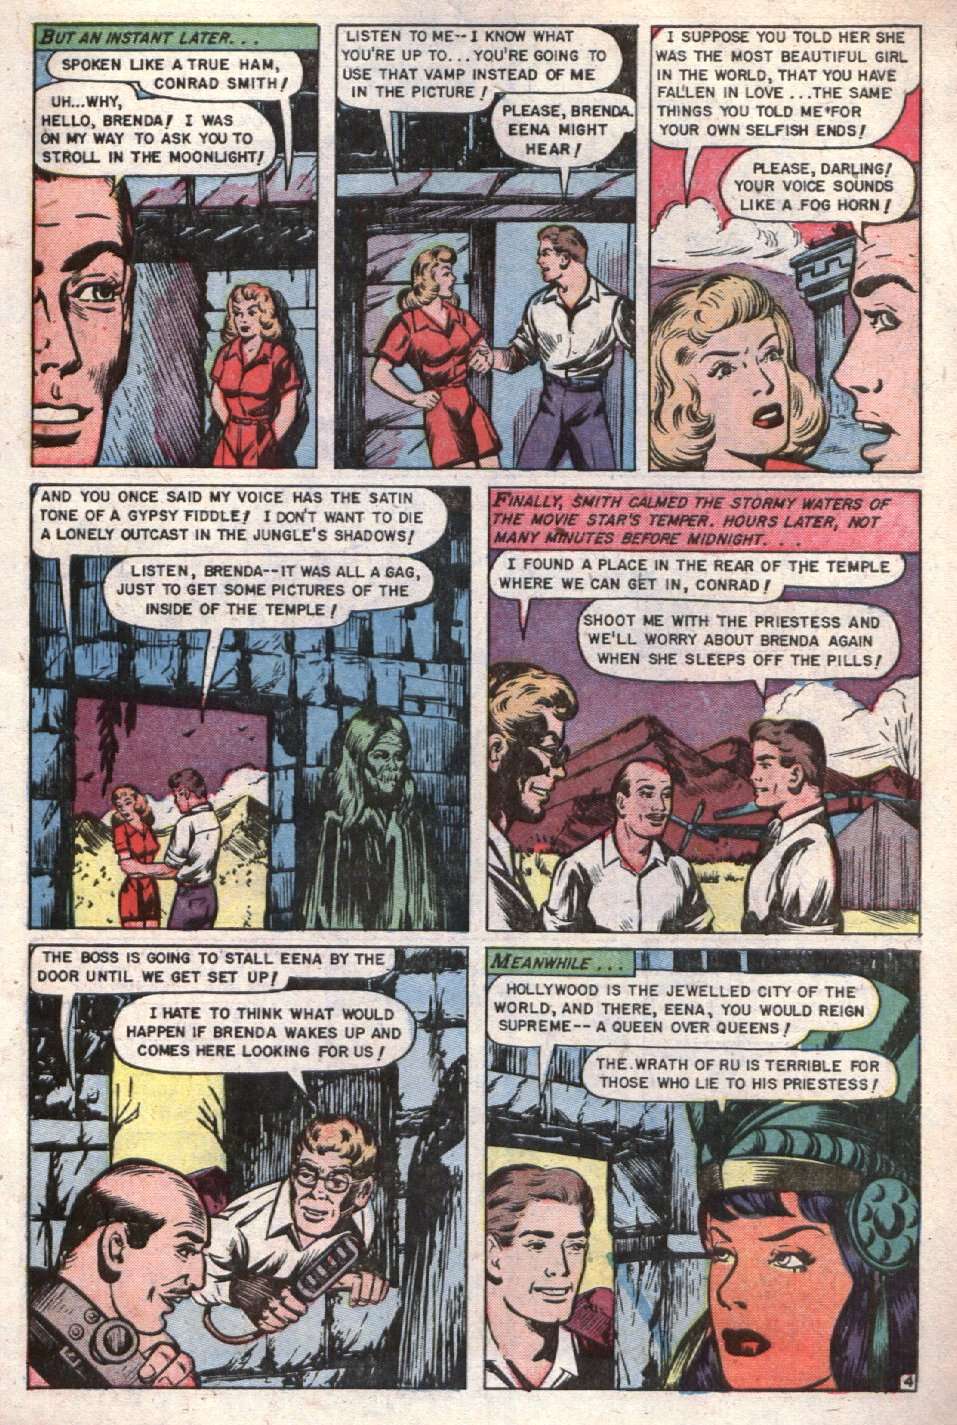 BUT AN INSTANT LATER...
SPOKEN LIKE A TRUE HAM,
CONRAD SMITH!
UH...WHY,
HELLO, BRENDA! I WAS
ON MY WAY TO ASK YOU TO
STROLL IN THE MOONLIGHT!
LISTEN TO ME--I KNOW WHAT
YOU'RE UP TO...YOU'RE GOING TO
USE THAT VAMP INSTEAD OF ME
IN THE PICTURE!
PLEASE, BRENDA.
EENA MIGHT
HEAR!
I SUPPOSE YOU TOLD HER SHE
WAS THE MOST BEAUTIFUL GIRL
IN THE WORLD, THAT YOU HAVE
FALLEN IN LOVE...THE SAME
THINGS YOU TOLD ME FOR
YOUR OWN SELFISH ENDS!
PLEASE, DARLING!
YOUR VOICE SOUNDS
LIKE A FOG HORN!
AND YOU ONCE SAID MY VOICE HAS THE SATIN
TONE OF A GYPSY FIDDLE! I DON'T WANT TO DIE
A LONELY OUTCAST IN THE JUNGLE'S SHADOWS!
LISTEN, BRENDA--IT WAS ALL A GAG,
JUST TO GET SOME PICTURES OF THE
INSIDE OF THE TEMPLE!
FINALLY, SMITH CALMED THE STORMY WATERS OF
THE MOVIE STAR'S TEMPER. HOURS LATER, NOT
MANY MINUTES BEFORE MIDNIGHT...
I FOUND A PLACE IN THE REAR OF THE TEMPLE
WHERE WE CAN GET IN, CONRAD!
SHOOT ME WITH THE PRIESTESS AND
WE'LL WORRY ABOUT BRENDA AGAIN
WHEN SHE SLEEPS OFF THE PILLS!
THE BOSS IS GOING TO STALL EENA BY THE
DOOR UNTIL WE GET SET UP!
I HATE TO THINK WHAT WOULD
HAPPEN IF BRENDA WAKES UP AND
COMES HERE LOOKING FOR US!
MEANWHILE...
HOLLYWOOD IS THE JEWELLED CITY OF THE
WORLD, AND THERE, EENA, YOU WOULD REIGN
SUPREME--A QUEEN OVER QUEENS!
THE WRATH OF RU IS TERRIBLE FOR
THOSE WHO LIE TO HIS PRIESTESS!
4